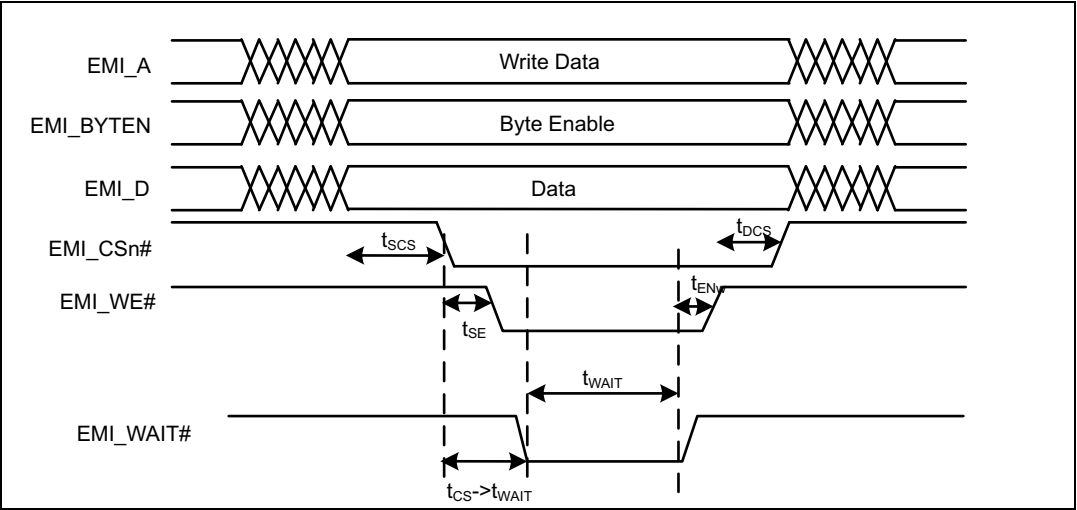 EMI_A
Write Data
EMI_BYTEN
Byte Enable
EMI_D
Data
EMI_CSn#
tSCS
tDCS
EMI_WE#
tSE
tENw
tWAIT
EMI_WAIT#
tCS->tWAIT